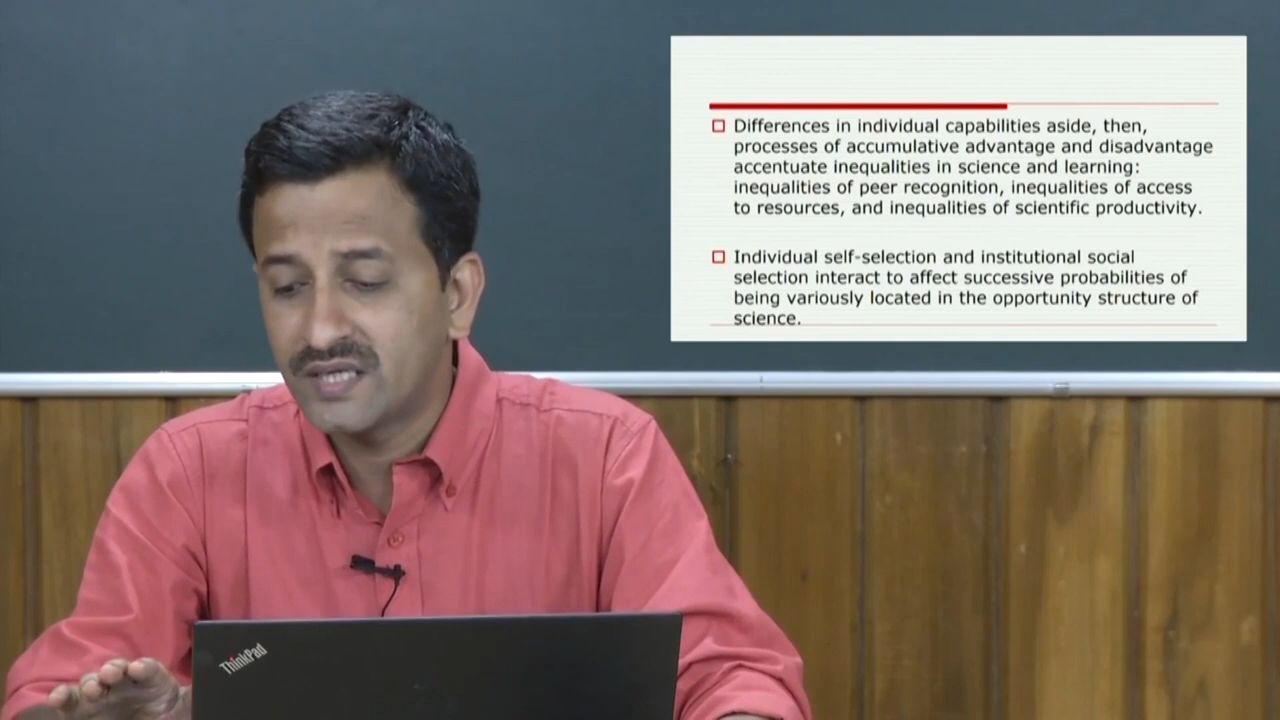 Differences in individual capabilities aside, then,
processes of accumulative advantage and disadvantage
accentuate inequalities in science and learning:
inequalities of peer recognition, inequalities of access
to resources, and inequalities of scientific productivity.
Individual self-selection and institutional social
selection interact to affect successive probabilities of
being variously located in the opportunity structure of
science.
ThinkPad